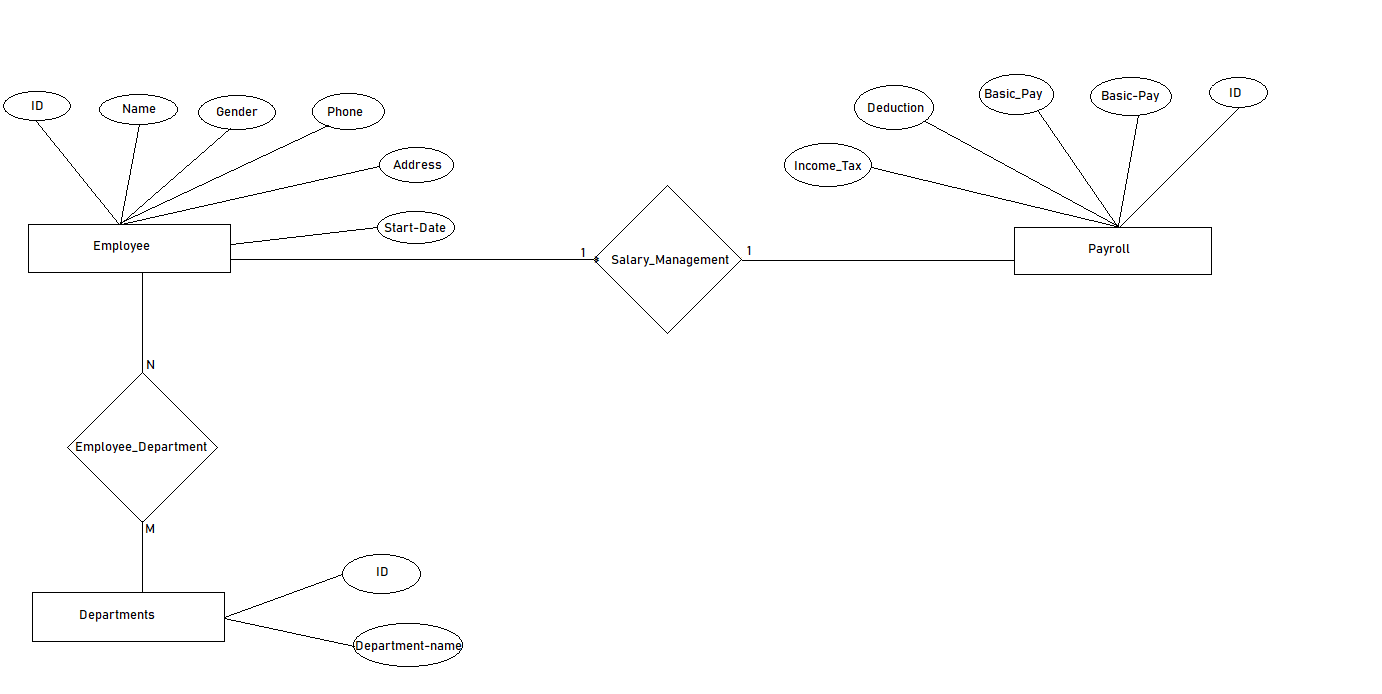 ID
Name
Gender
Phone
Address
Start-Date
Employee
1
Salary_Management
1
Deduction
Basic_Pay
Basic-Pay
ID
Income_Tax
Payroll
N
Employee_Department
M
Departments
ID
Department-name